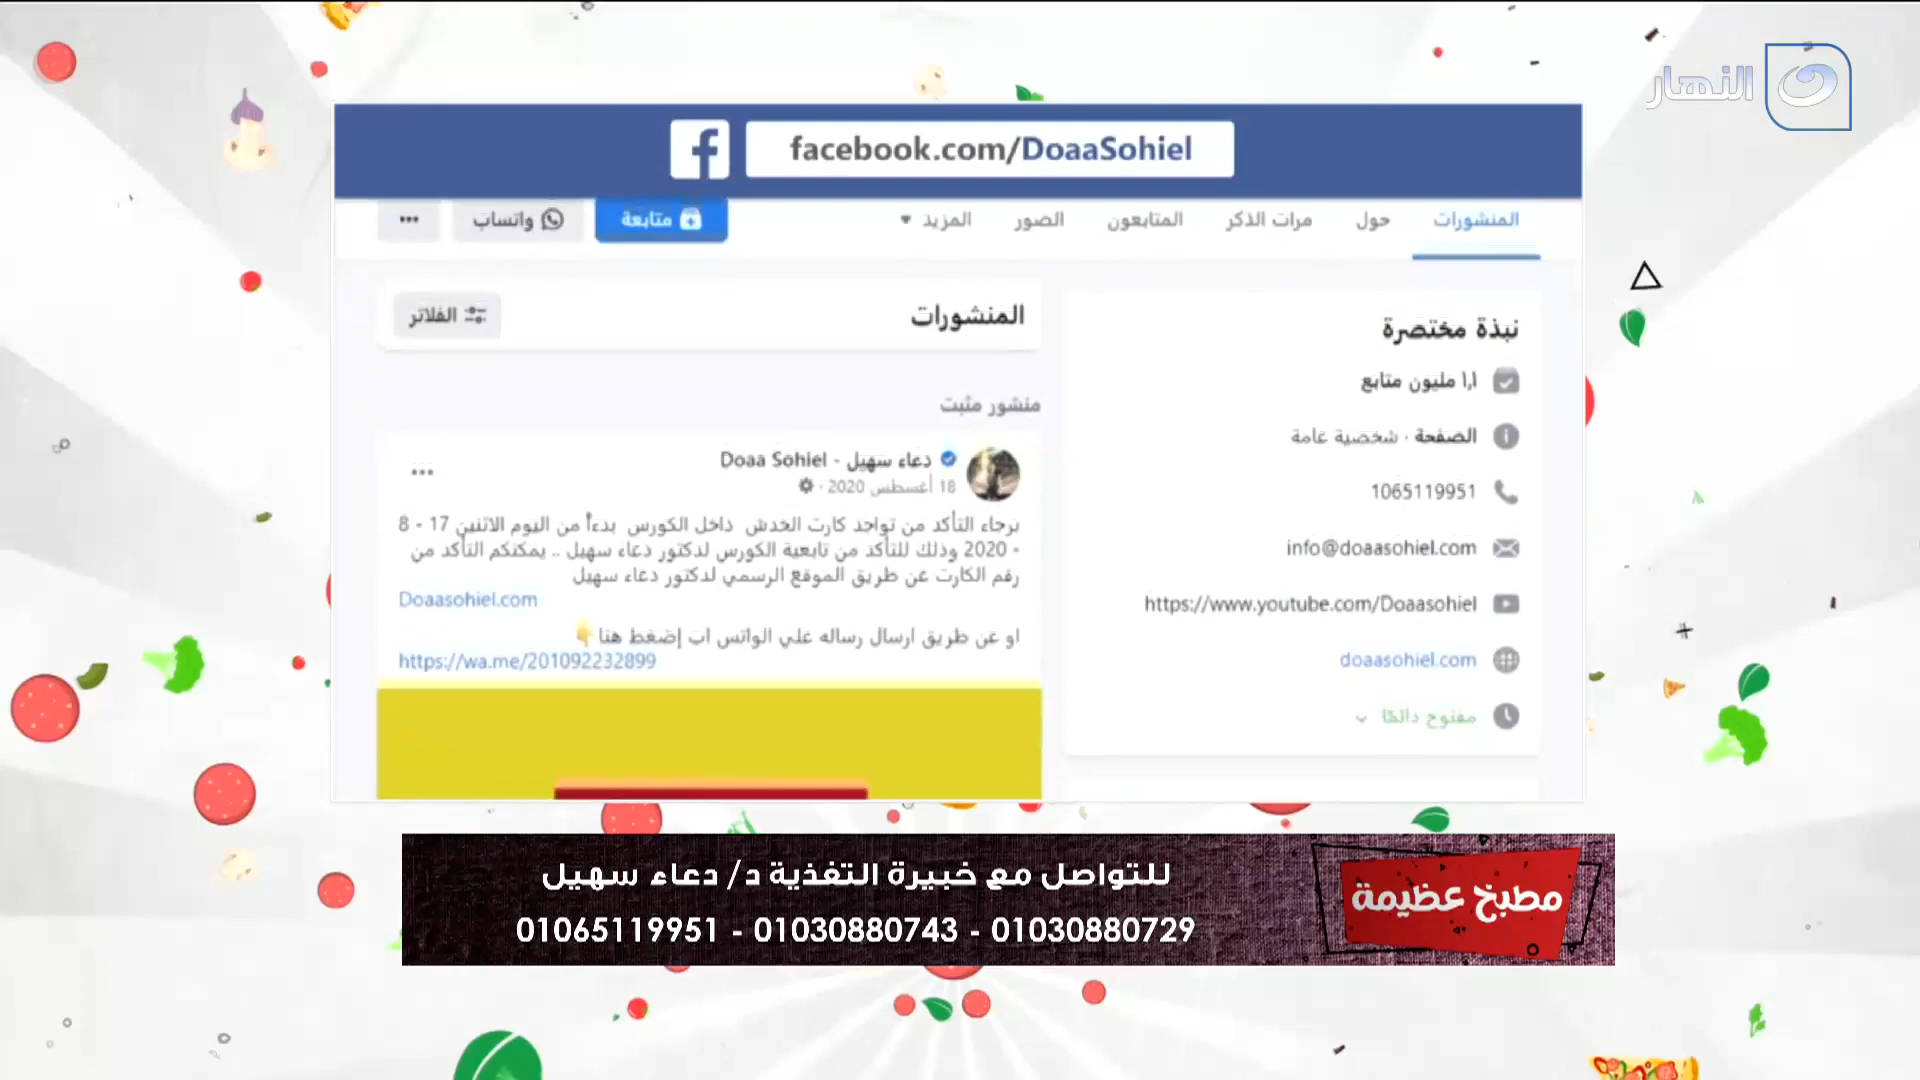 النهار
facebook.com/DoaaSohiel
المنشورات
حول
مرات الذكر
المتابعون
الصور
المزيد
متابعة
واتساب
نبذة مختصرة
١,١ مليون متابع
الصفحة · شخصية عامة
1065119951
info@doaasohiel.com
https://www.youtube.com/Doaasohiel
doaasohiel.com
مفتوح دائمًا
المنشورات
الفلاتر
منشور مثبت
دعاء سهيل - Doaa Sohiel
18 أغسطس 2020 ·
برجاء التأكد من تواجد كارت الخدش داخل الكورس بدءاً من اليوم الاثنين 17 - 8
- 2020 وذلك للتأكد من تابعية الكورس لدكتور دعاء سهيل .. يمكنكم التأكد من
رقم الكارت عن طريق الموقع الرسمي لدكتور دعاء سهيل
Doaasohiel.com
او عن طريق ارسال رساله علي الواتس اب إضغط هنا👇
https://wa.me/201092232899
مطبخ عظيمة
للتواصل مع خبيرة التغذية د/ دعاء سهيل
01065119951 - 01030880743 - 01030880729